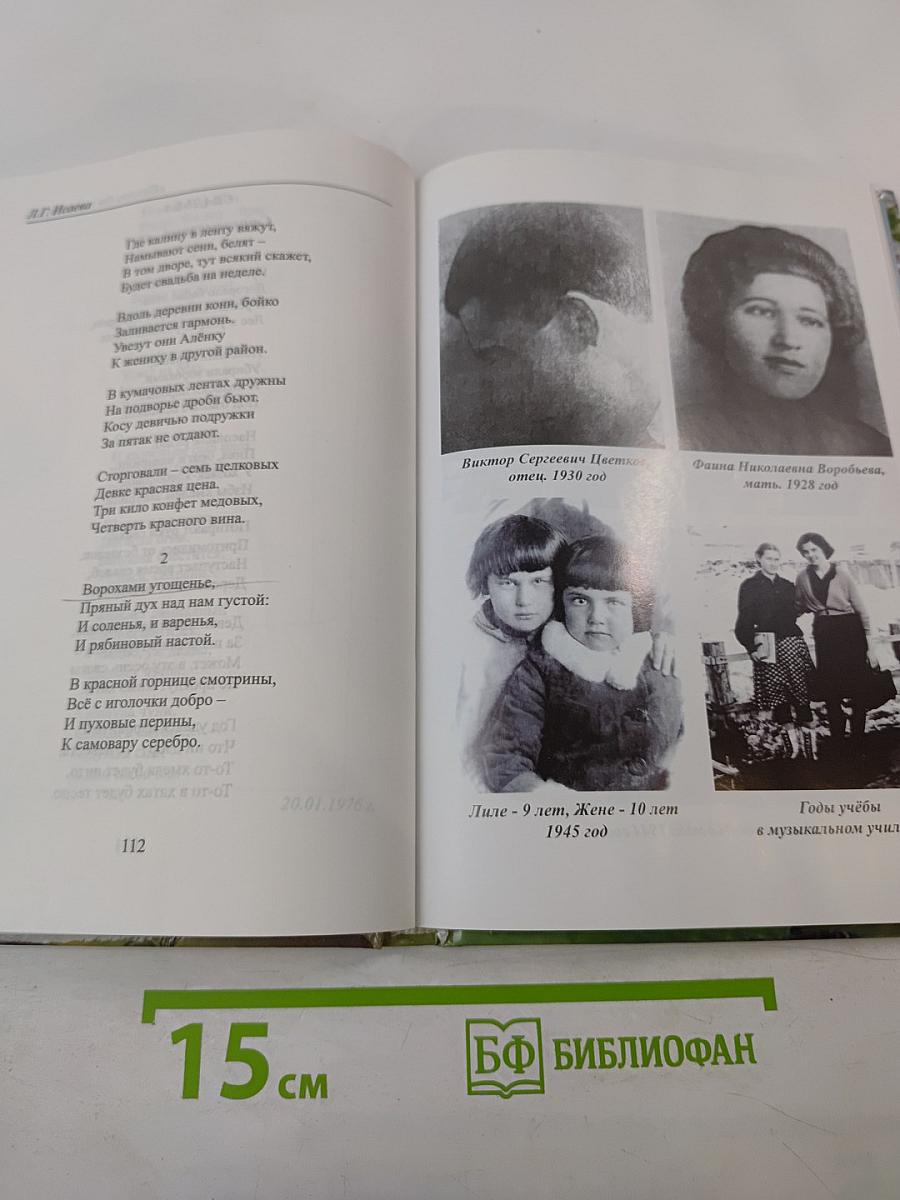 Л.Г. Исаева
Где калину в ленту вяжут,
Намывают сени, белят –
В том дворе, тут всякий скажет,
Будет свадьба на неделе.
Вдоль деревни кони, бойко
Заливается гармонь.
Увезут они Алёнку
К жениху в другой район.
В кумачовых лентах дружны
На подворье дроби бьют.
Косу девичью подружки
За пятак не отдают.
Сторговали – семь целковых
Девке красная цена.
Три кило конфет медовых,
Четверть красного вина.
2
Ворохами угощенье,
Пряный дух над нам густой:
И соленья, и варенья,
И рябиновый настой.
В красной горнице смотрины,
Всё с иголочки добро –
И пуховые перины,
К самовару серебро.
112
Виктор Сергеевич Цветков
отец. 1930 год
Фаина Николаевна Воробьева,
мать. 1928 год
Лиле - 9 лет, Жене - 10 лет
1945 год
Годы учёбы
в музыкальном учил
15 см
БФ БИБЛИОФАН